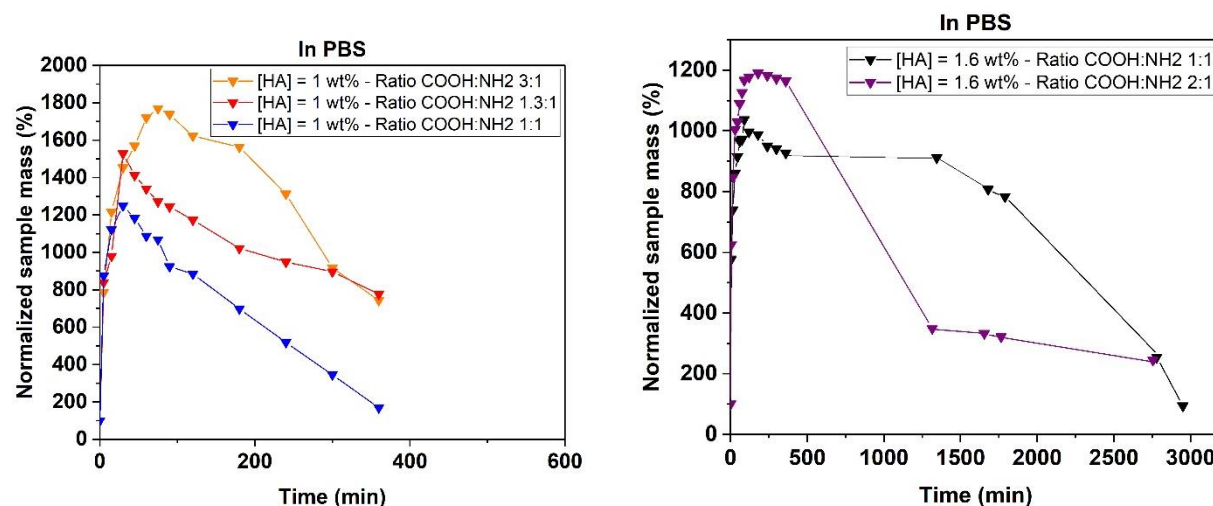 In PBS
Normalized sample mass (%)
2000
1800
1600
1400
1200
1000
800
600
400
200
0
[HA] = 1 wt% - Ratio COOH:NH2 3:1
[HA] = 1 wt% - Ratio COOH:NH2 1.3:1
[HA] = 1 wt% - Ratio COOH:NH2 1:1
0 200 400 600
Time (min)
In PBS
Normalized sample mass (%)
1200
1000
800
600
400
200
0
[HA] = 1.6 wt% - Ratio COOH:NH2 1:1
[HA] = 1.6 wt% - Ratio COOH:NH2 2:1
0 500 1000 1500 2000 2500 3000
Time (min)